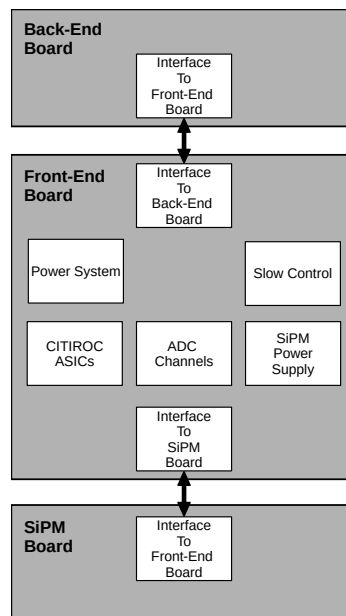 Back-End
Board
Interface
To
Front-End
Board
Front-End
Board
Interface
To
Back-End
Board
Power System
Slow Control
CITIROC
ASICs
ADC
Channels
SiPM
Power
Supply
Interface
To
SiPM
Board
SiPM
Board
Interface
To
Front-End
Board